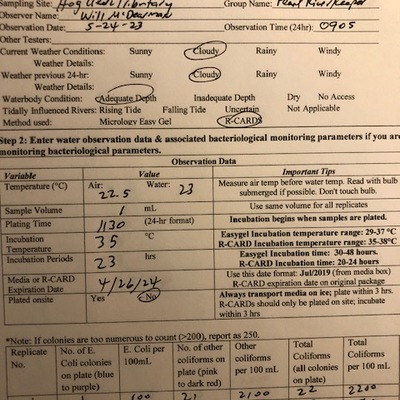 Sampling Site: Hog Creek Tributary Group Name: Pearl Riverkeeper
Observer Name: Will McDearman
Observation Date: 5-24-23 Observation Time (24hr): 0905
Other Testers:
Current Weather Conditions: Sunny Cloudy Rainy Windy
Weather Details:
Weather previous 24-hr: Sunny Cloudy Rainy Windy
Weather Details:
Waterbody Condition: Adequate Depth Inadequate Depth Dry No Access
Tidally Influenced Rivers: Rising Tide Falling Tide Uncertain Not Applicable
Method used: Micrology Easy Gel R-CARDs
Step 2: Enter water observation data & associated bacteriological monitoring parameters if you are
monitoring bacteriological parameters.
Observation Data
Variable Value Important Tips
Temperature (°C) Air: 22.5 Water: 23 Measure air temp before water temp. Read with bulb
submerged if possible. Don't touch bulb.
Sample Volume 1 mL Use same volume for all replicates
Plating Time 1130 (24-hr format) Incubation begins when samples are plated.
Incubation Temperature 35 °C Easygel Incubation temperature range: 29-37 °C
R-CARD Incubation temperature range: 35-38°C
Incubation Periods 23 hrs Easygel Incubation time: 30-48 hours.
R-CARD Incubation time: 20-24 hours
Media or R-CARD Expiration Date 4/26/24 Use this date format: Jul/2019 (from media box)
R-CARD expiration date on original package
Plated onsite Yes No Always transport media on ice; plate within 3 hrs.
R-CARDs should only be plated on site; incubate
within 3 hrs
*Note: If colonies are too numerous to count (>200), report as 250.
Replicate No. No. of E. Coli colonies on plate (blue to purple) E. Coli per 100mL No. of other coliforms on plate (pink to dark red) Other coliforms per 100 mL Total Coliforms (all colonies on plate) Total Coliforms per 100 mL
1 1 100 21 2100 22 2200